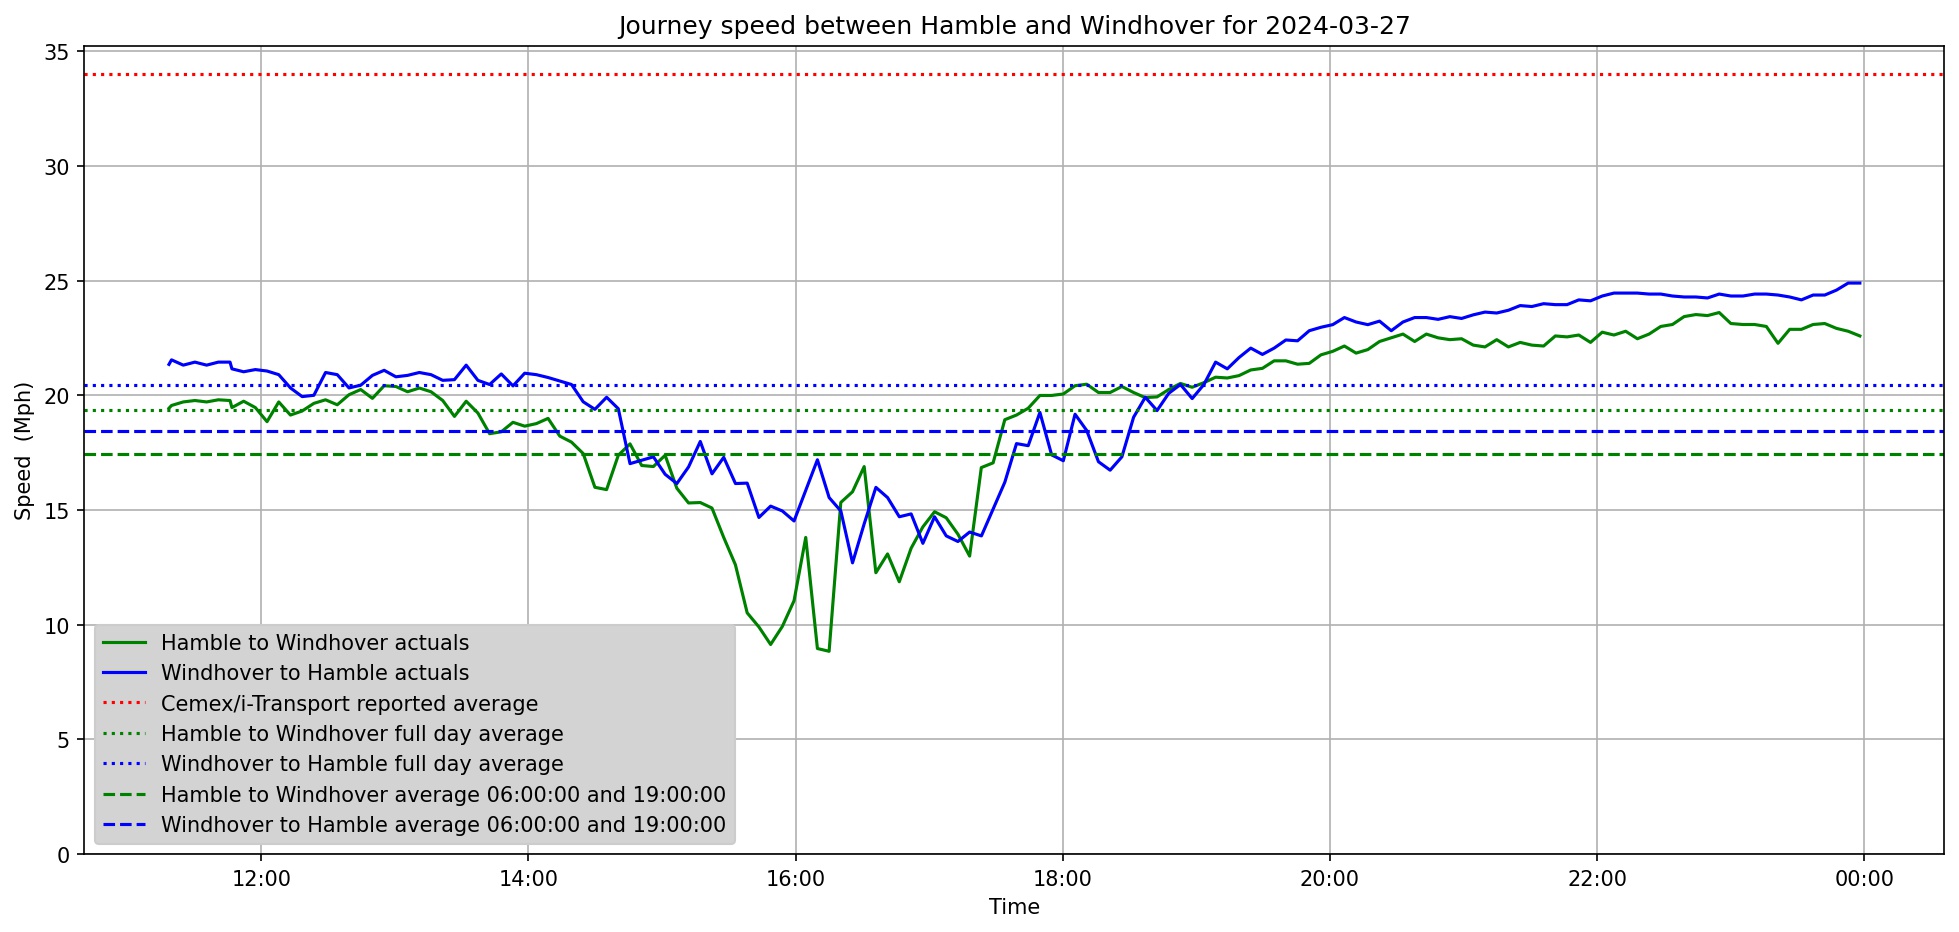 Journey speed between Hamble and Windhover for 2024-03-27
35
30
25
20
15
10
5
0
Speed (Mph)
Hamble to Windhover actuals
Windhover to Hamble actuals
Cemex/i-Transport reported average
Hamble to Windhover full day average
Windhover to Hamble full day average
Hamble to Windhover average 06:00:00 and 19:00:00
Windhover to Hamble average 06:00:00 and 19:00:00
12:00 14:00 16:00 18:00 20:00 22:00 00:00
Time